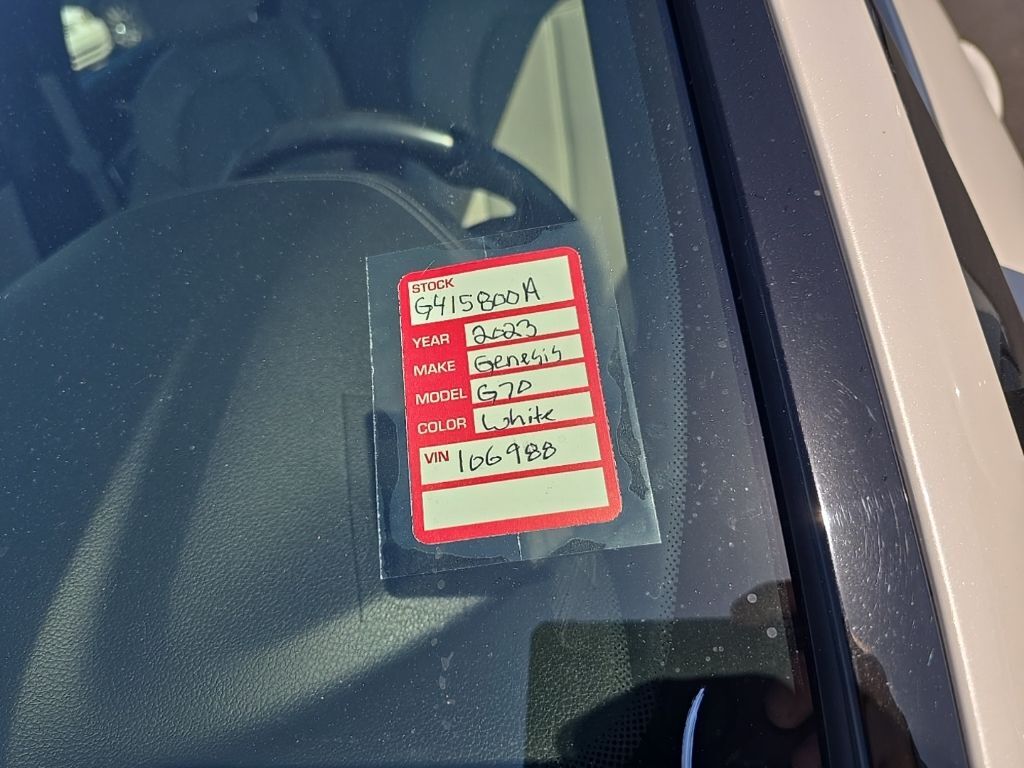 STOCK
G415800A
YEAR 2023
MAKE Genesis
MODEL G70
COLOR White
VIN 106988